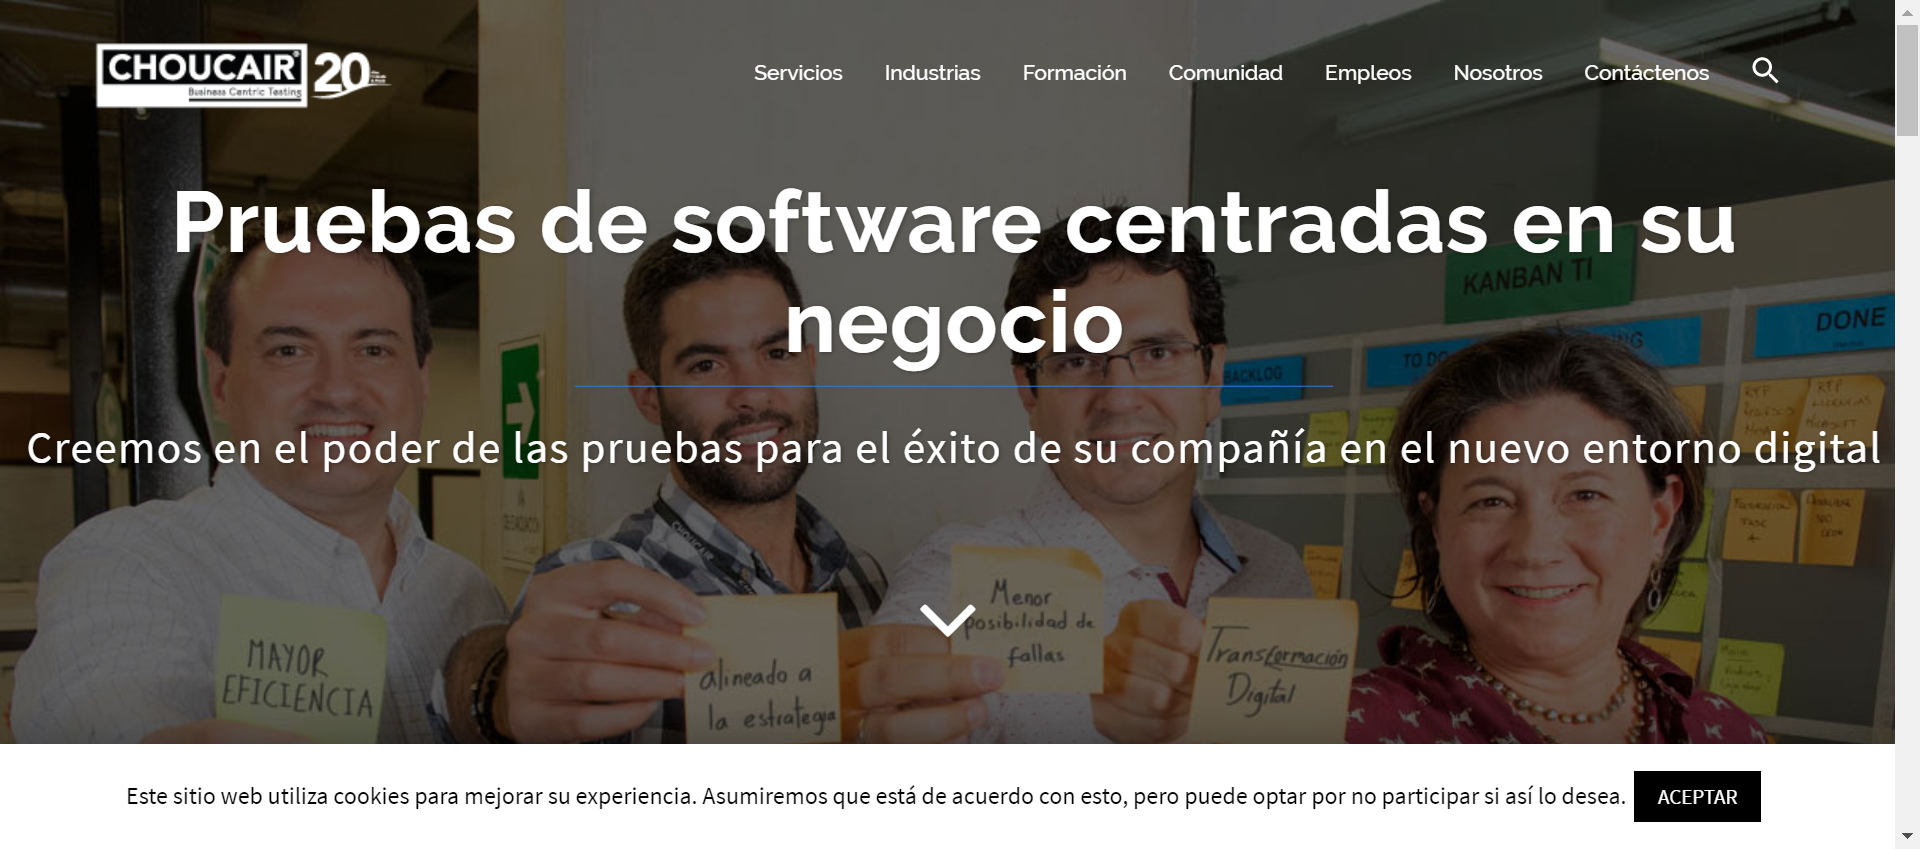 CHOUCAIR
Business Centric Testing
20
Servicios Industrias Formación Comunidad Empleos Nosotros Contáctenos
Pruebas de software centradas en su
negocio
Creemos en el poder de las pruebas para el éxito de su compañía en el nuevo entorno digital
KANBAN TI
DONE
TO DO
BACKLOG
RTP
RTP
CHOUCAIR
MAYOR
EFICIENCIA
alineado a
la estrategia
Menor
posibilidad de
fallas
Transformación
Digital
Este sitio web utiliza cookies para mejorar su experiencia. Asumiremos que está de acuerdo con esto, pero puede optar por no participar si así lo desea. ACEPTAR